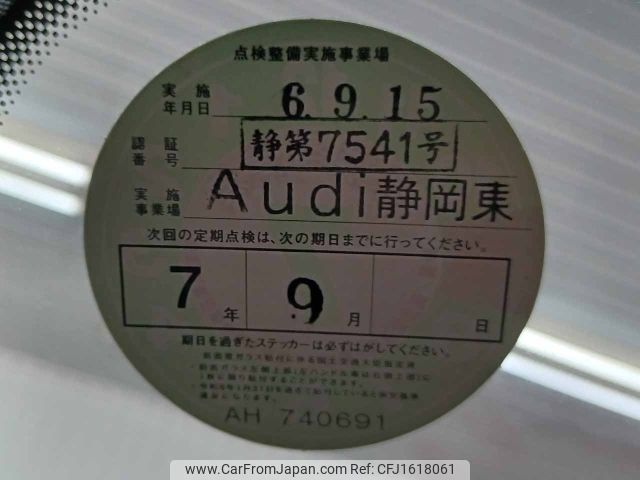 点検整備実施事業場
実施
年月日
6.9.15
認証
番号
静第7541号
実施
事業場
Audi静岡東
次回の定期点検は、次の期日までに行ってください。
7年
9月
日
期日を過ぎたステッカーは必ずはがしてください。
AH 740691
www.CarFromJapan.com | CFJ1618061